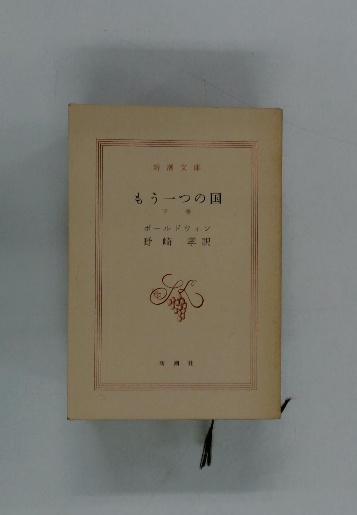 新潮文庫
もう一つの国
下巻
ボールドウィン
野崎孝訳
新潮社